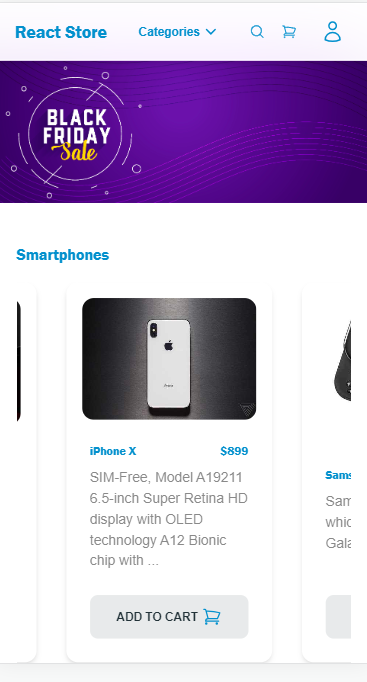 React Store
Categories
BLACK
FRIDAY
Sale
Smartphones
iPhone X
$899
SIM-Free, Model A19211
6.5-inch Super Retina HD
display with OLED
technology A12 Bionic
chip with ...
ADD TO CART
Sams
Sam
whic
Gala